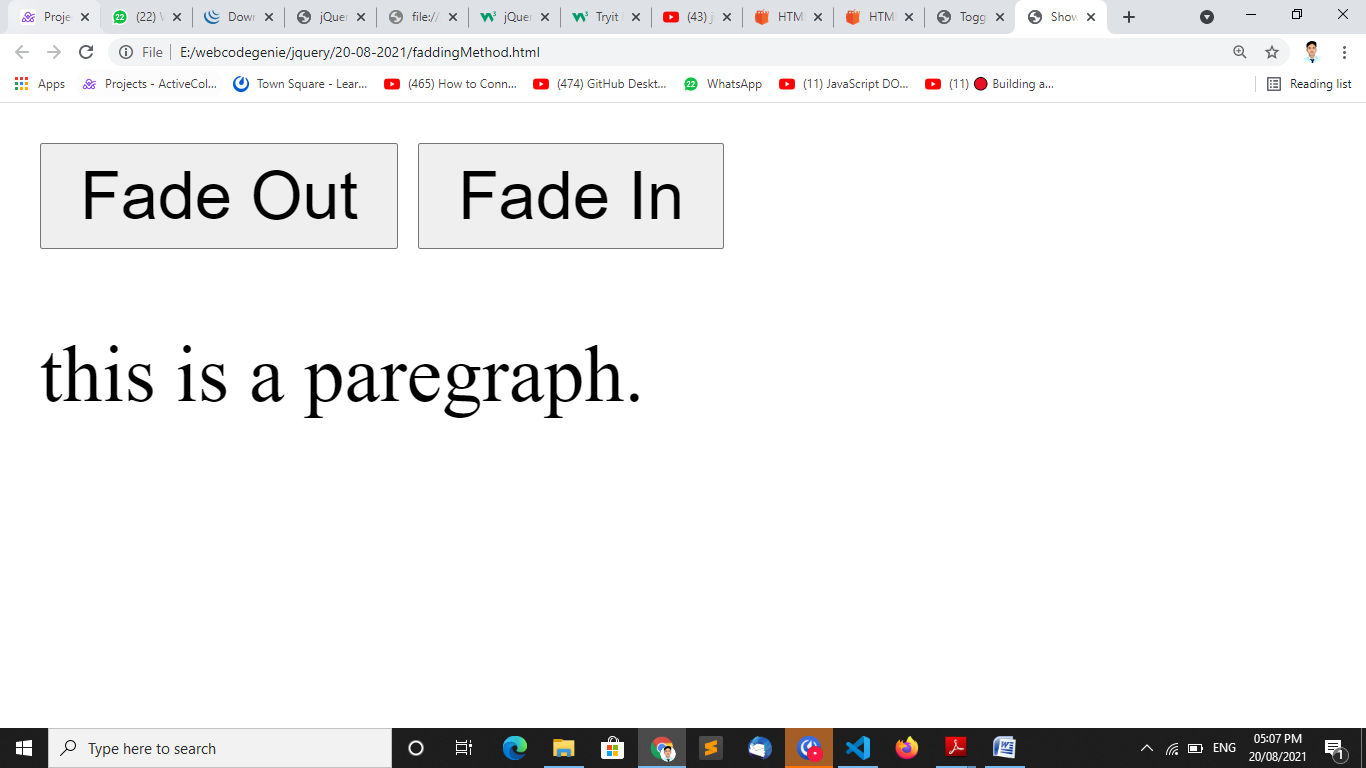 Proje (22) Dow jQue file:// jQue Tryit (43) j HTM HTM Togg Show
File E:/webcodegenie/jquery/20-08-2021/faddingMethod.html
Apps Projects - ActiveCol... Town Square - Lear... (465) How to Conn... (474) GitHub Deskt... 22 WhatsApp (11) JavaScript DO... (11) Building a... Reading list
Fade Out Fade In
this is a paregraph.
Type here to search ENG 05:07 PM
20/08/2021 1